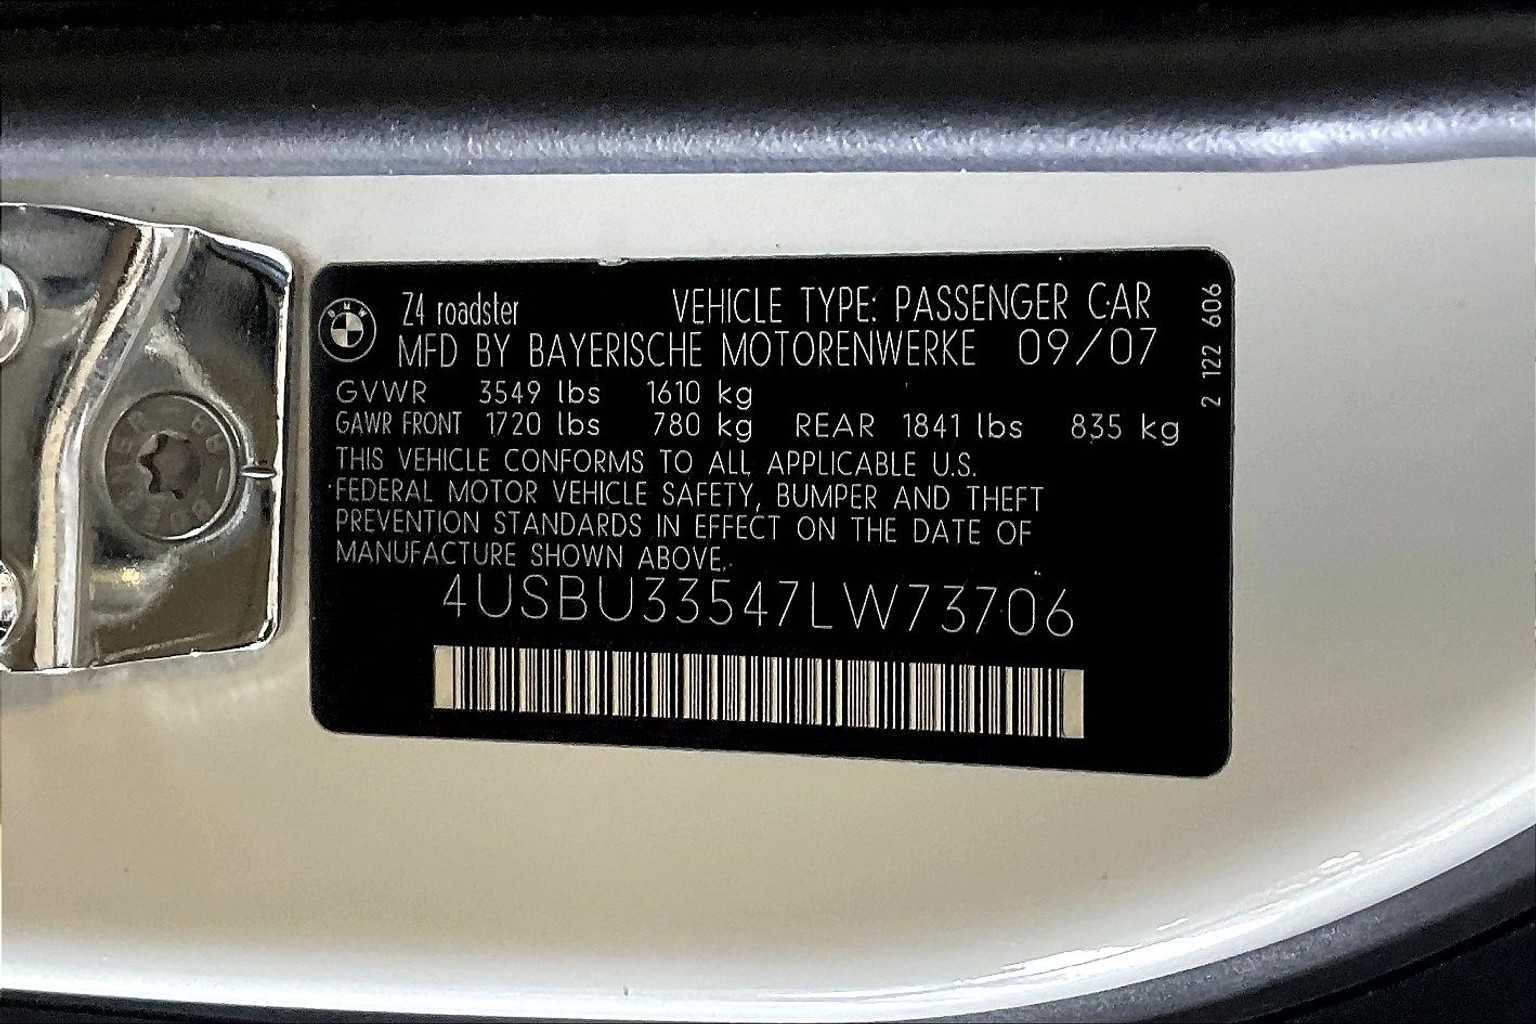 Z4 roadster VEHICLE TYPE: PASSENGER CAR
MFD BY BAYERISCHE MOTORENWERKE 09/07
GVWR 3549 lbs 1610 kg
GAWR FRONT 1720 lbs 780 kg REAR 1841 lbs 835 kg
THIS VEHICLE CONFORMS TO ALL APPLICABLE U.S.
FEDERAL MOTOR VEHICLE SAFETY, BUMPER AND THEFT
PREVENTION STANDARDS IN EFFECT ON THE DATE OF
MANUFACTURE SHOWN ABOVE.
4USBU33547LW73706
2 122 606
BMW